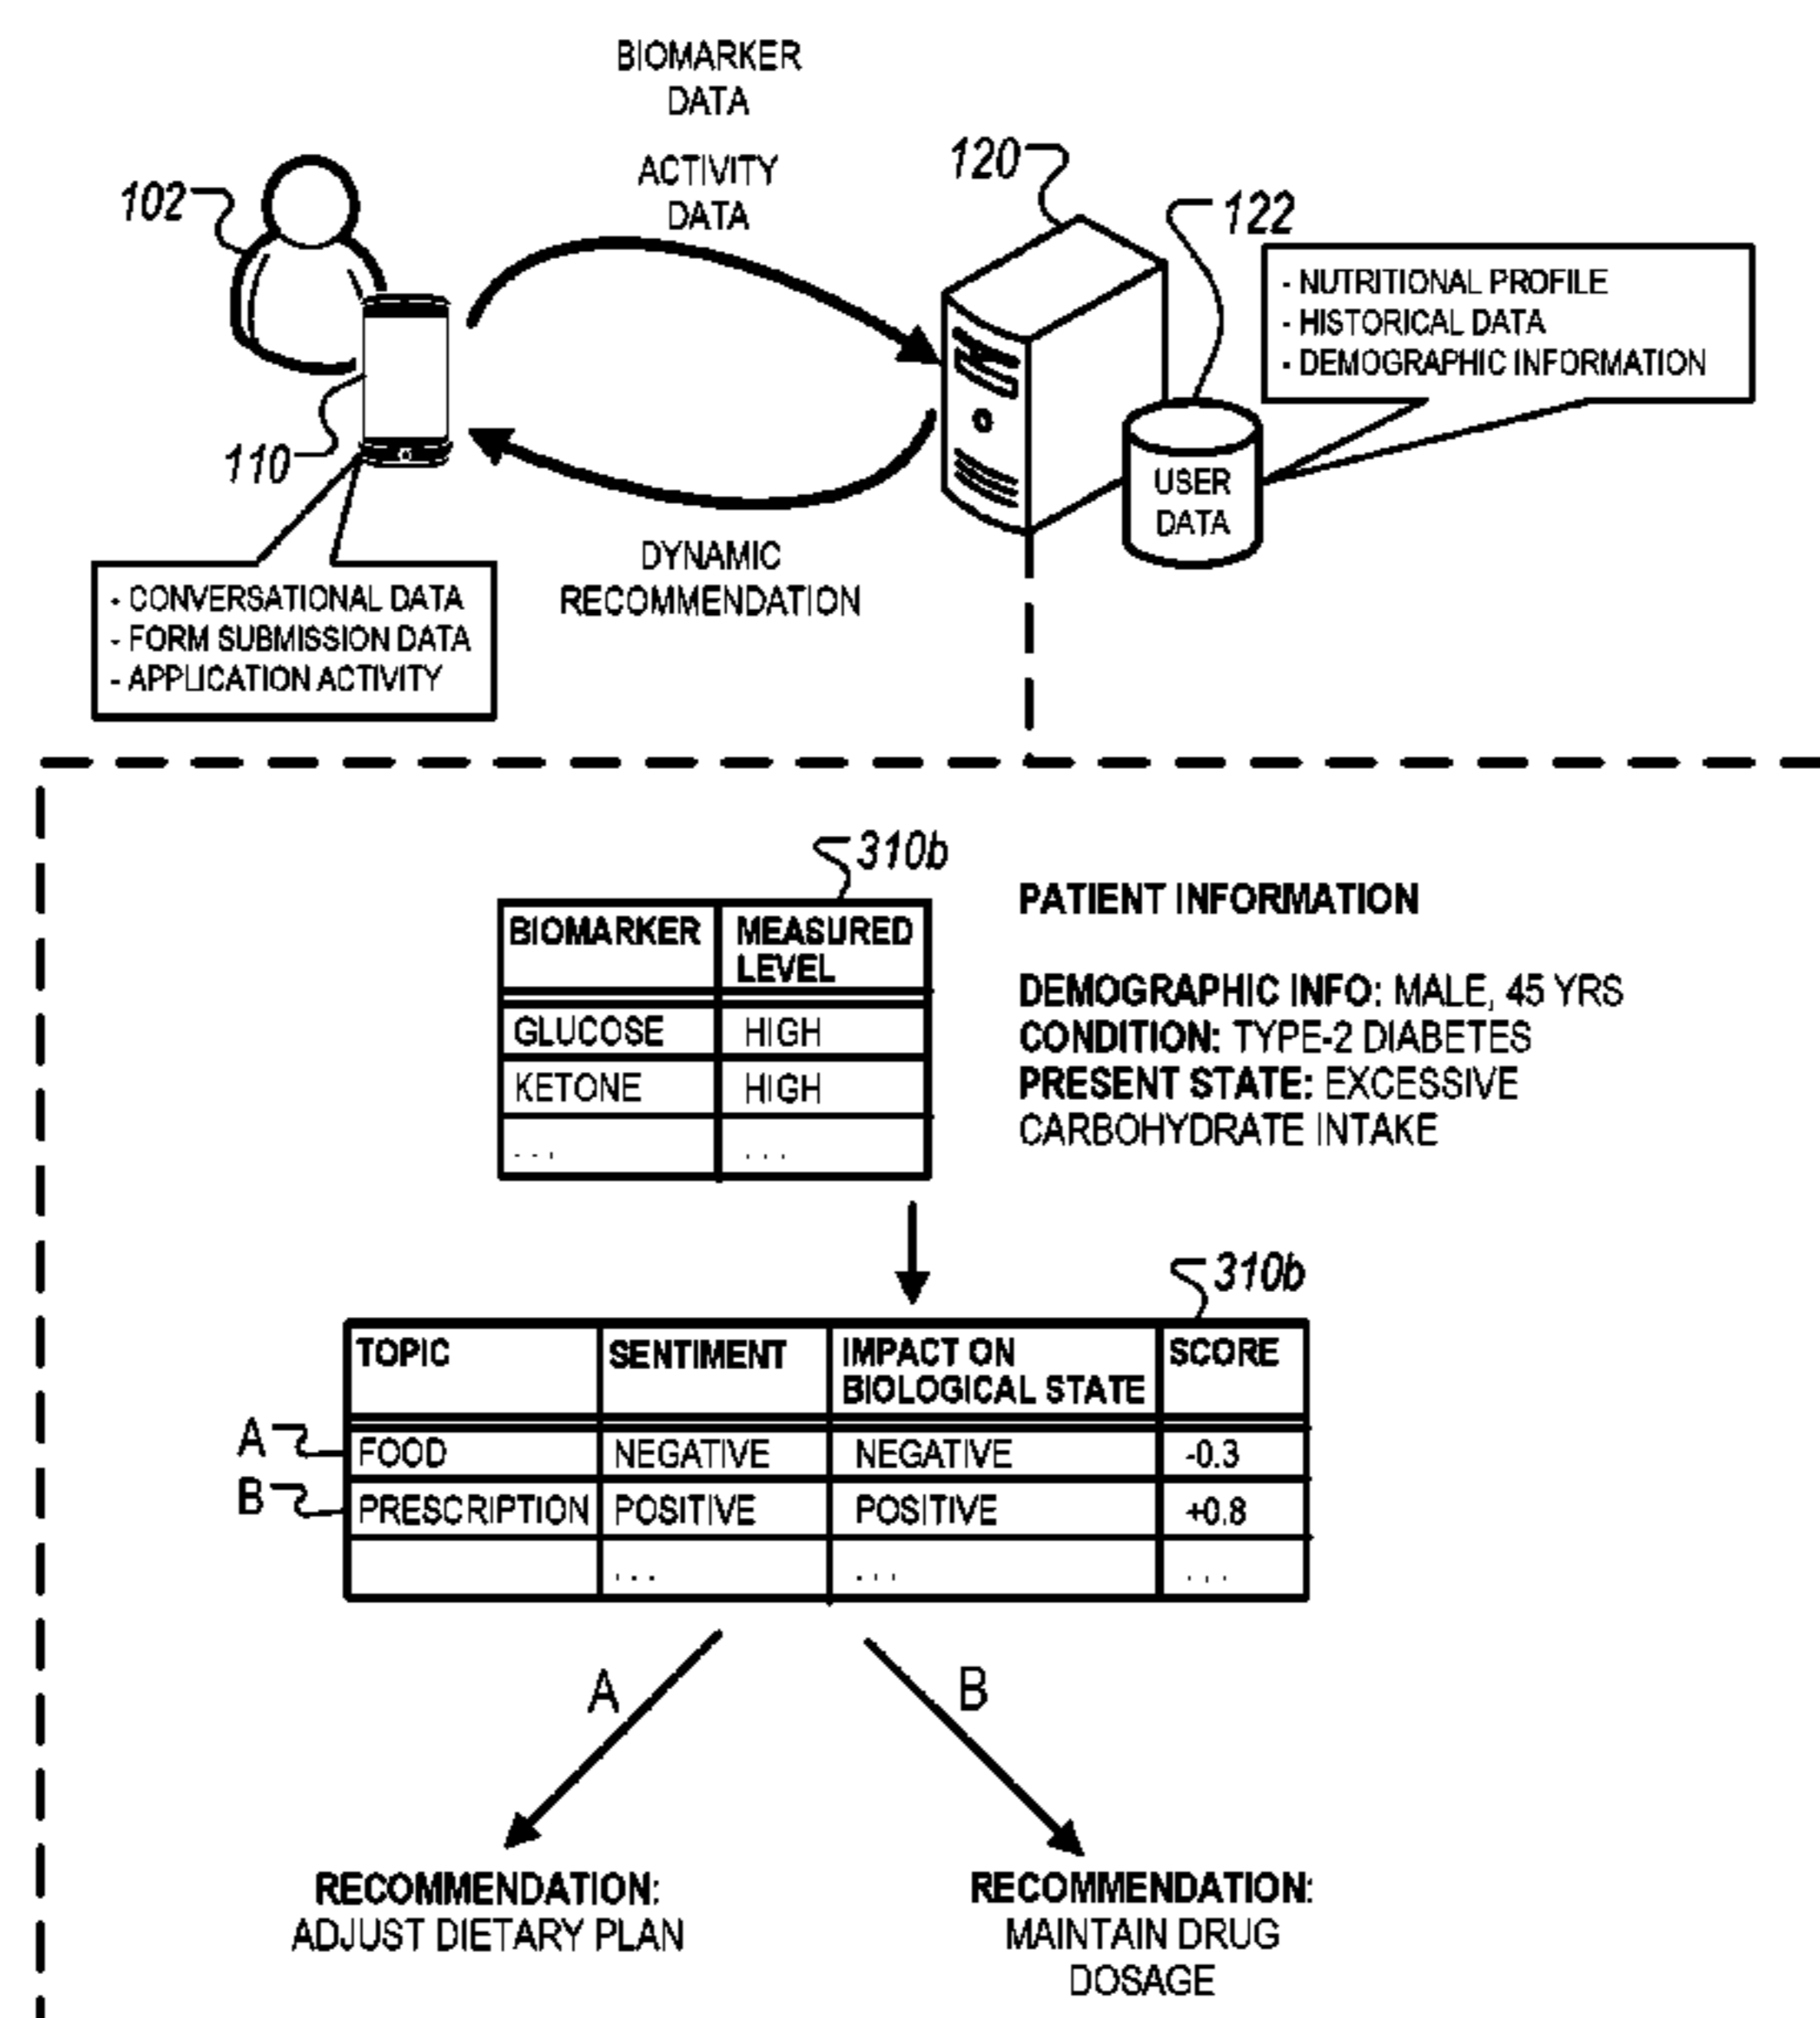 BIOMARKER
DATA
ACTIVITY
DATA
102
120
122
- NUTRITIONAL PROFILE
- HISTORICAL DATA
- DEMOGRAPHIC INFORMATION
110
USER
DATA
DYNAMIC
RECOMMENDATION
- CONVERSATIONAL DATA
- FORM SUBMISSION DATA
- APPLICATION ACTIVITY
310b
BIOMARKER MEASURED
LEVEL
GLUCOSE HIGH
KETONE HIGH
... ...
PATIENT INFORMATION
DEMOGRAPHIC INFO: MALE, 45 YRS
CONDITION: TYPE-2 DIABETES
PRESENT STATE: EXCESSIVE
CARBOHYDRATE INTAKE
310b
TOPIC SENTIMENT IMPACT ON SCORE
BIOLOGICAL STATE
A FOOD NEGATIVE NEGATIVE -0.3
B PRESCRIPTION POSITIVE POSITIVE +0.8
... ... ...
A B
RECOMMENDATION:
ADJUST DIETARY PLAN
RECOMMENDATION:
MAINTAIN DRUG
DOSAGE